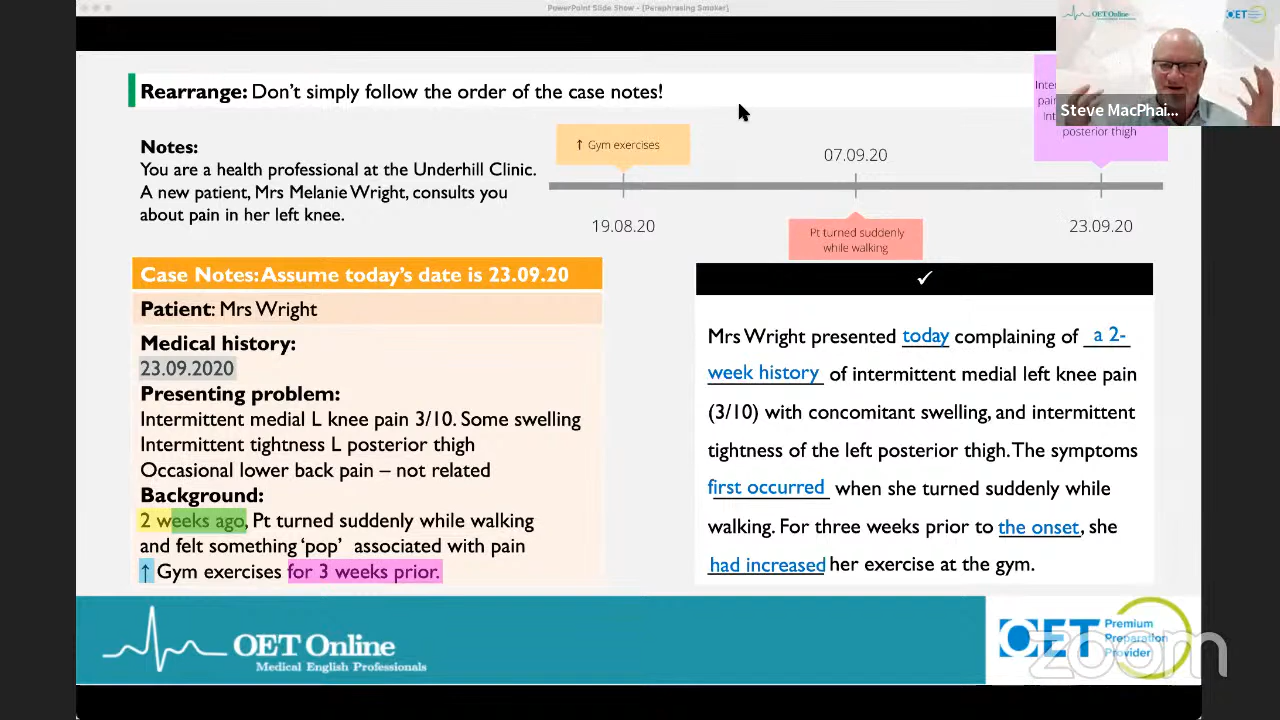 PowerPoint Slide Show - [Paraphrasing Smoker]
OET Online
OET
Rearrange: Don't simply follow the order of the case notes!
Steve MacPhai...
posterior thigh
Notes:
You are a health professional at the Underhill Clinic.
A new patient, Mrs Melanie Wright, consults you
about pain in her left knee.
↑ Gym exercises
07.09.20
19.08.20
Pt turned suddenly
while walking
23.09.20
Case Notes: Assume today's date is 23.09.20
Patient: Mrs Wright
Medical history:
23.09.2020
Presenting problem:
Intermittent medial L knee pain 3/10. Some swelling
Intermittent tightness L posterior thigh
Occasional lower back pain – not related
Background:
2 weeks ago, Pt turned suddenly while walking
and felt something 'pop' associated with pain
↑ Gym exercises for 3 weeks prior.
✓
Mrs Wright presented today complaining of a 2-
week history of intermittent medial left knee pain
(3/10) with concomitant swelling, and intermittent
tightness of the left posterior thigh. The symptoms
first occurred when she turned suddenly while
walking. For three weeks prior to the onset, she
had increased her exercise at the gym.
OET Online
Medical English Professionals
OET
Premium
Preparation
Provider
zoom